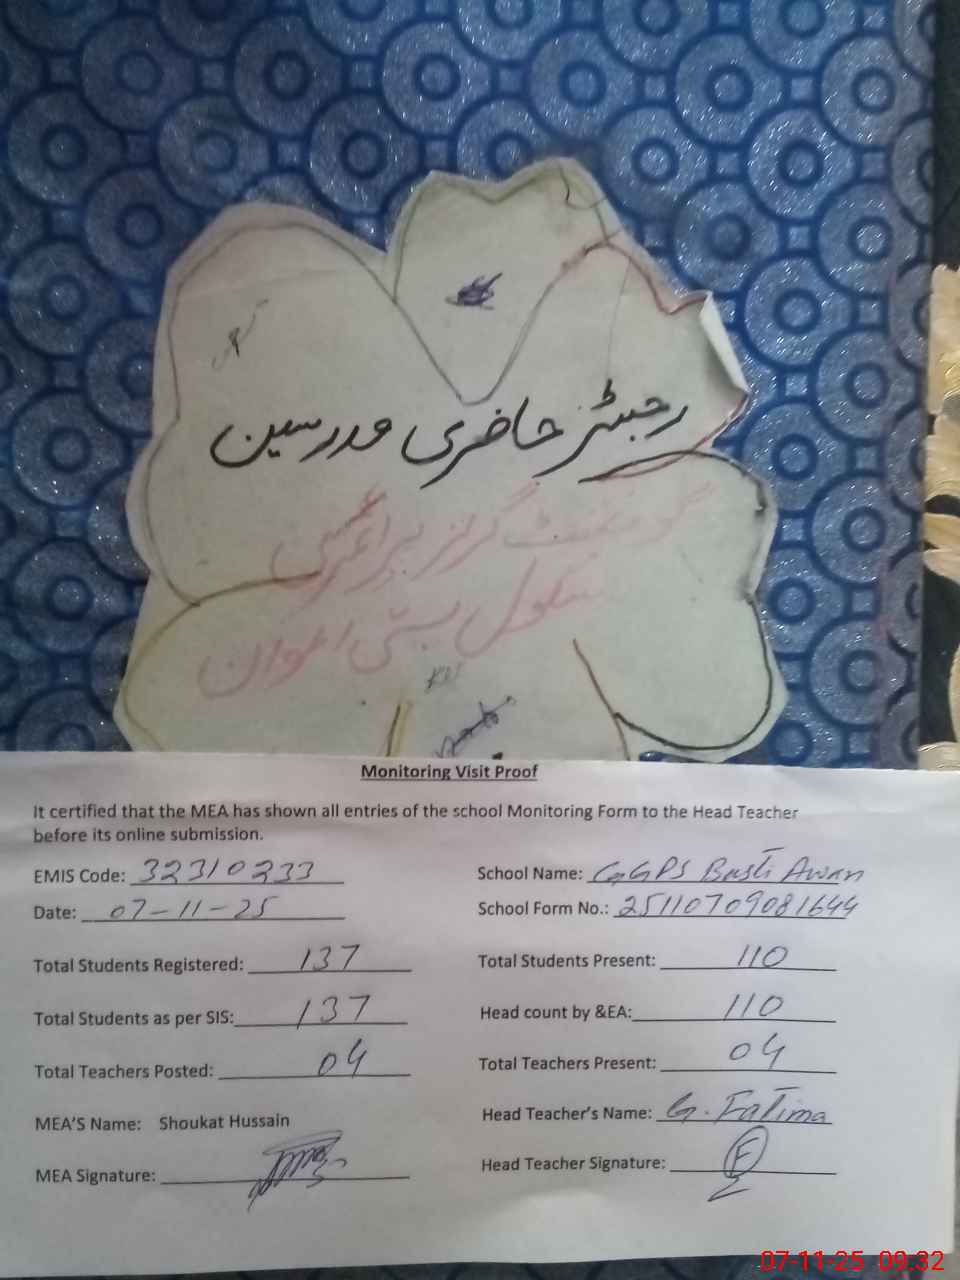 رجسٹر حاضری مدرسین
گورنمنٹ گرلز پرائمری
سکول بستی اعوان
Monitoring Visit Proof
It certified that the MEA has shown all entries of the school Monitoring Form to the Head Teacher
before its online submission.
EMIS Code: 32310233 School Name: GGPS Basti Awan
Date: 07-11-25 School Form No.: 25110709081644
Total Students Registered: 137 Total Students Present: 110
Total Students as per SIS: 137 Head count by &EA: 110
Total Teachers Posted: 04 Total Teachers Present: 04
MEA'S Name: Shoukat Hussain Head Teacher's Name: G. Fatima
MEA Signature: Head Teacher Signature:
07-11-25 09:32